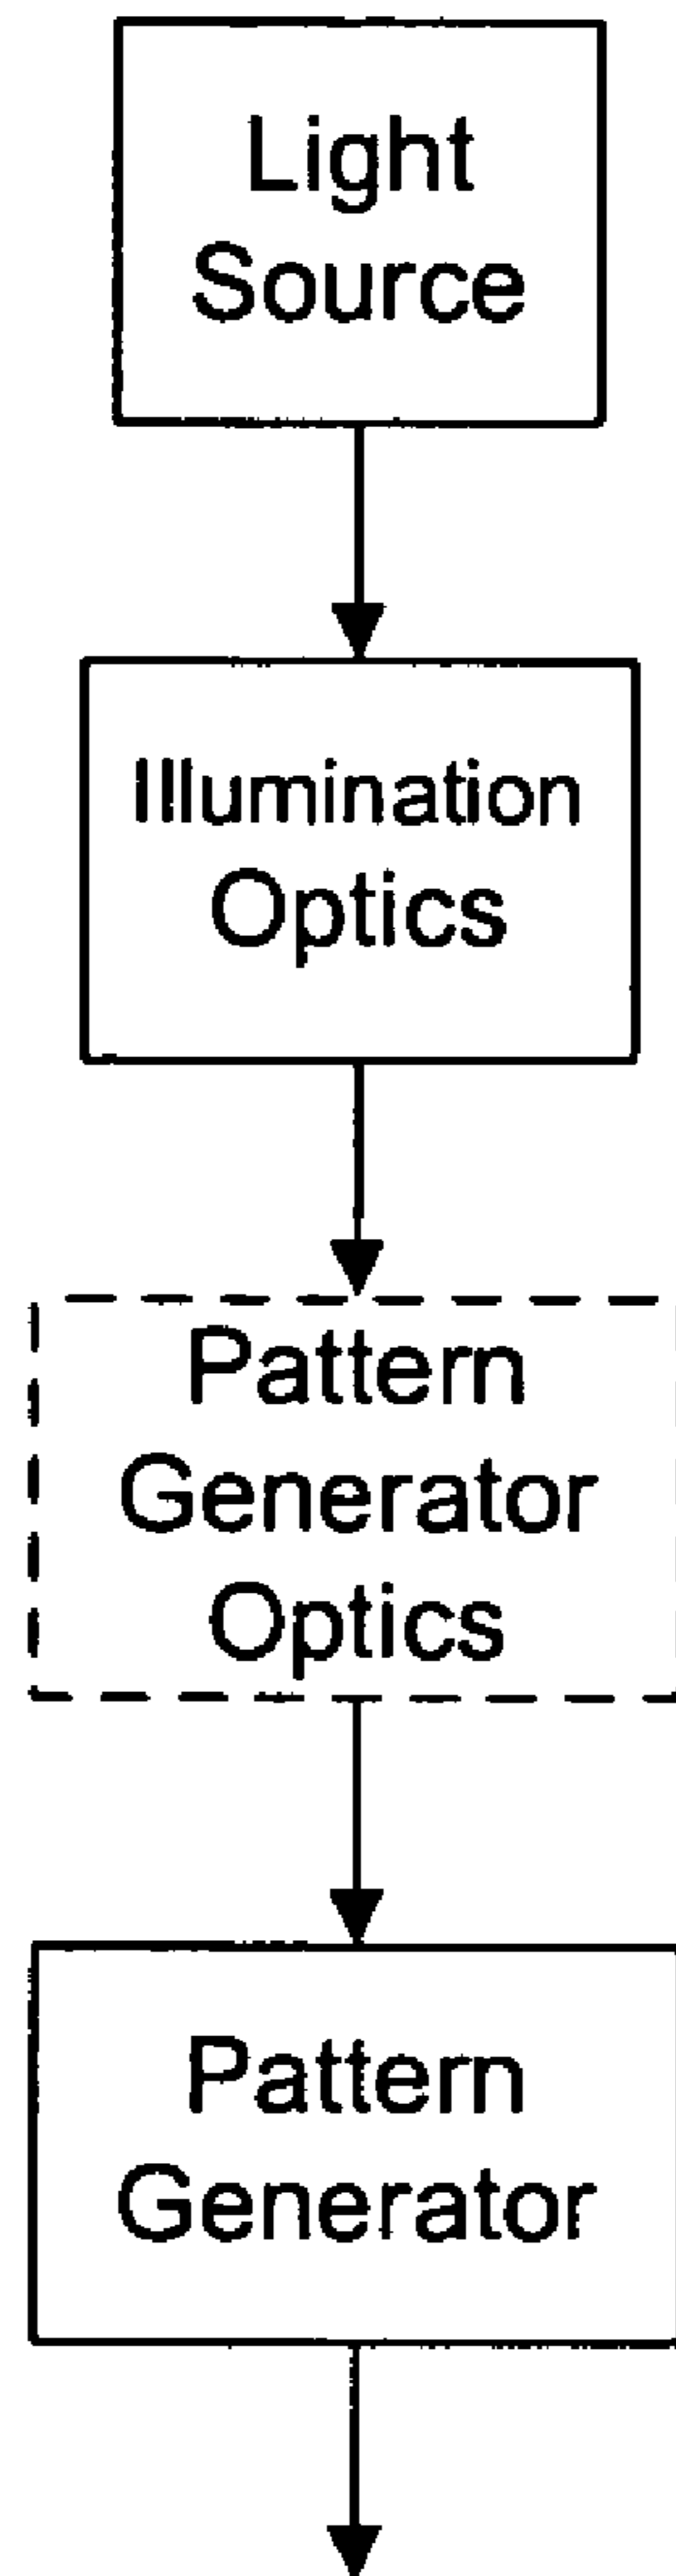 Light
Source
Illumination
Optics
Pattern
Generator
Optics
Pattern
Generator